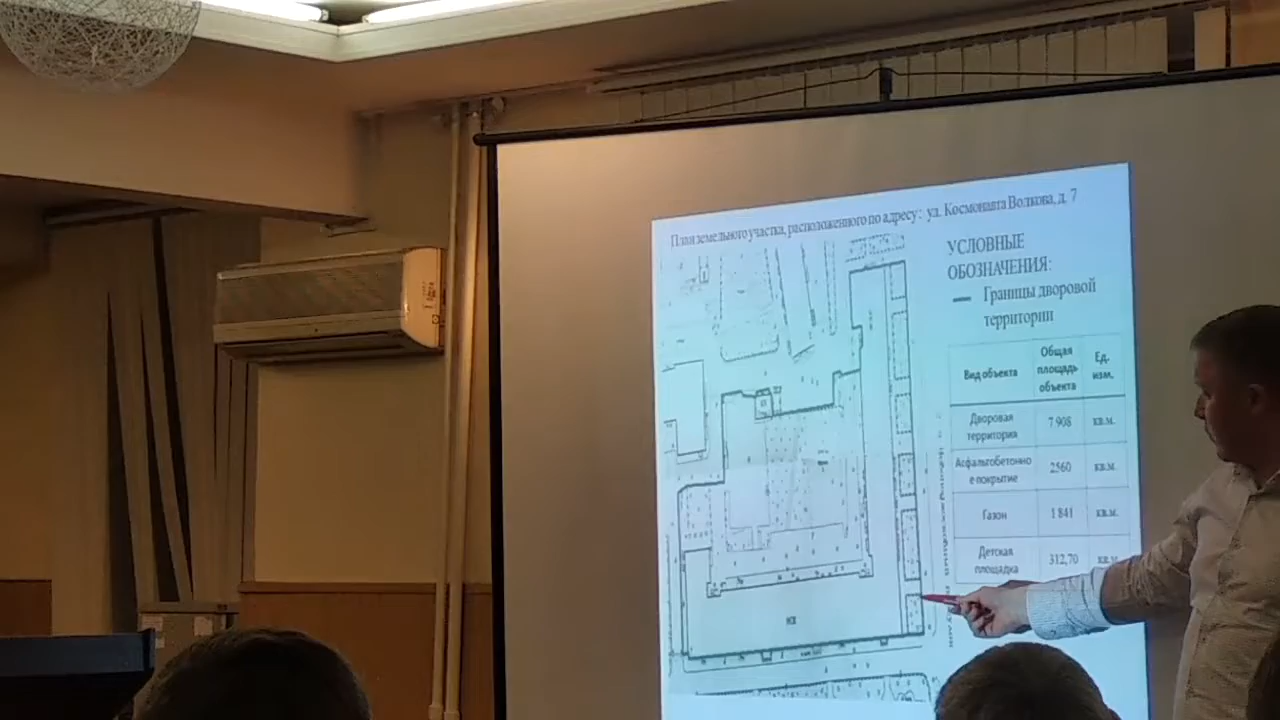 План земельного участка, расположенного по адресу: ул. Космонавта Волкова, д. 7
УСЛОВНЫЕ
ОБОЗНАЧЕНИЯ:
Границы дворовой
территории
Вид объекта
Общая
площадь
объекта
Ед.
изм.
Дворовая
территория
7 908
кв.м.
Асфальтобетонно
е покрытие
2560
кв.м.
Газон
1 841
кв.м.
Детская
площадка
312,70
кв.м